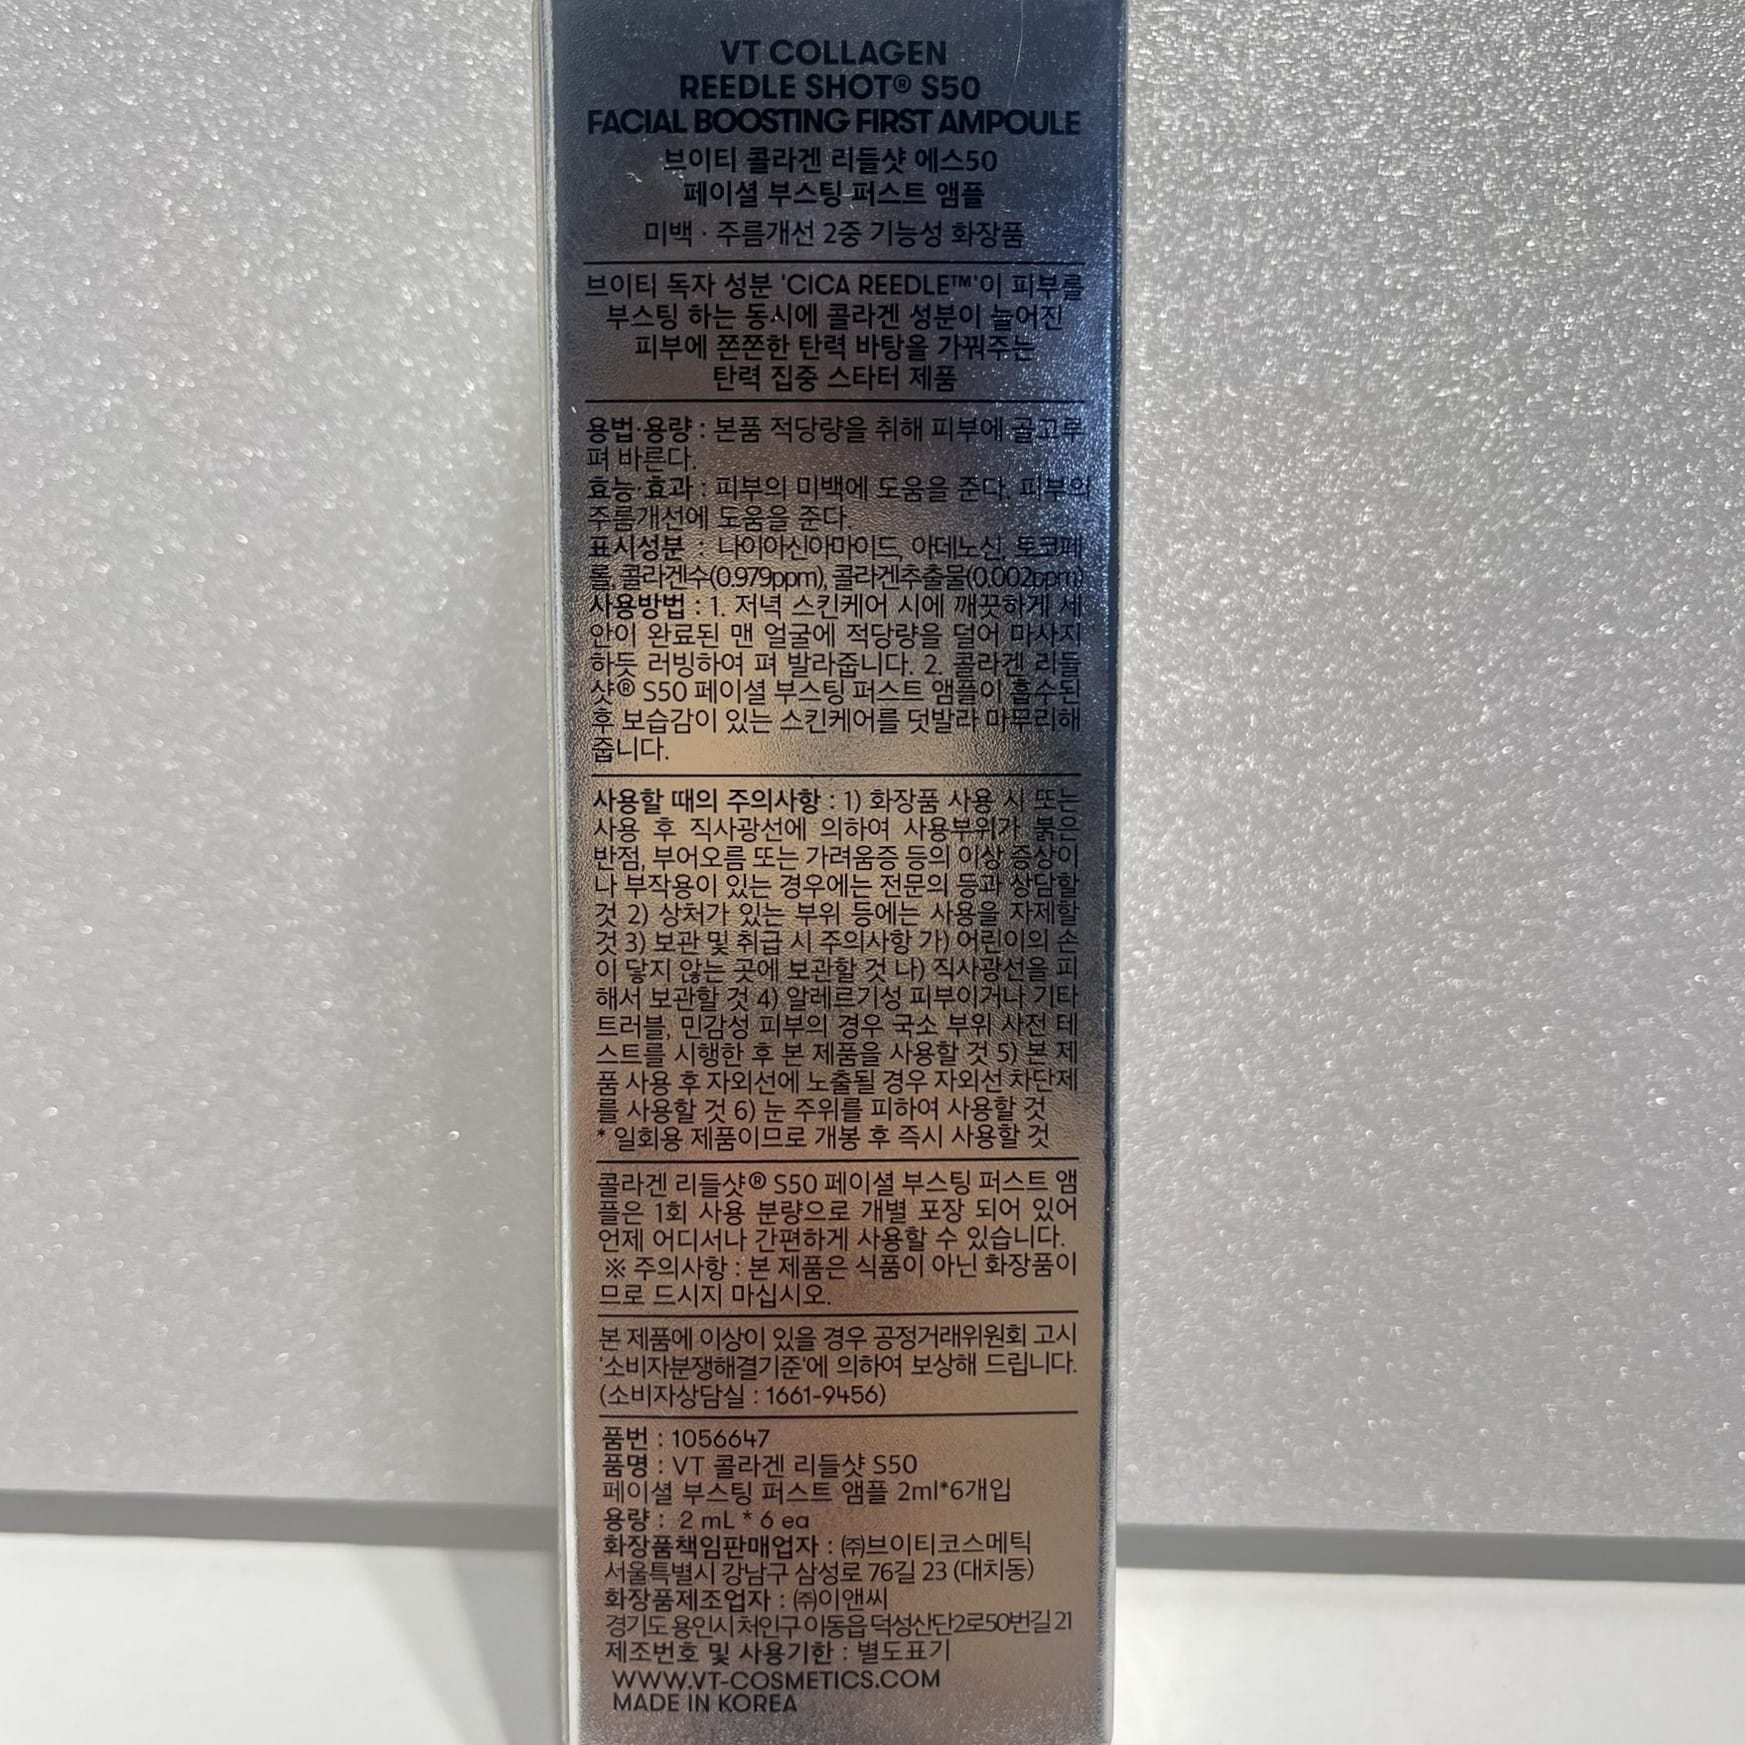 VT COLLAGEN
REEDLE SHOT® S50
FACIAL BOOSTING FIRST AMPOULE
브이티 콜라겐 리들샷 에스50
페이셜 부스팅 퍼스트 앰플
미백 · 주름개선 2중 기능성 화장품
브이티 독자 성분 'CICA REEDLE™'이 피부를
부스팅 하는 동시에 콜라겐 성분이 늘어진
피부에 쫀쫀한 탄력 바탕을 가꿔주는
탄력 집중 스타터 제품
용법·용량 : 본품 적당량을 취해 피부에 골고루
펴 바른다.
효능·효과 : 피부의 미백에 도움을 준다. 피부의
주름개선에 도움을 준다.
표시성분 : 나이아신아마이드, 아데노신, 토코페
롤, 콜라겐수(0.979ppm), 콜라겐추출물(0.002ppm)
사용방법 : 1. 저녁 스킨케어 시에 깨끗하게 세
안이 완료된 맨 얼굴에 적당량을 덜어 마사지
하듯 러빙하여 펴 발라줍니다. 2. 콜라겐 리들
샷® S50 페이셜 부스팅 퍼스트 앰플이 흡수된
후 보습감이 있는 스킨케어를 덧발라 마무리해
줍니다.
사용할 때의 주의사항 : 1) 화장품 사용 시 또는
사용 후 직사광선에 의하여 사용부위가 붉은
반점, 부어오름 또는 가려움증 등의 이상 증상이
나 부작용이 있는 경우에는 전문의 등과 상담할
것 2) 상처가 있는 부위 등에는 사용을 자제할
것 3) 보관 및 취급 시 주의사항 가) 어린이의 손
이 닿지 않는 곳에 보관할 것 나) 직사광선을 피
해서 보관할 것 4) 알레르기성 피부이거나 기타
트러블, 민감성 피부의 경우 국소 부위 사전 테
스트를 시행한 후 본 제품을 사용할 것 5) 본 제
품 사용 후 자외선에 노출될 경우 자외선 차단제
를 사용할 것 6) 눈 주위를 피하여 사용할 것
* 일회용 제품이므로 개봉 후 즉시 사용할 것
콜라겐 리들샷® S50 페이셜 부스팅 퍼스트 앰
플은 1회 사용 분량으로 개별 포장 되어 있어
언제 어디서나 간편하게 사용할 수 있습니다.
※ 주의사항 : 본 제품은 식품이 아닌 화장품이
므로 드시지 마십시오.
본 제품에 이상이 있을 경우 공정거래위원회 고시
'소비자분쟁해결기준'에 의하여 보상해 드립니다.
(소비자상담실 : 1661-9456)
품번 : 1056647
품명 : VT 콜라겐 리들샷 S50
페이셜 부스팅 퍼스트 앰플 2ml*6개입
용량 : 2 mL * 6 ea
화장품책임판매업자 : ㈜브이티코스메틱
서울특별시 강남구 삼성로 76길 23 (대치동)
화장품제조업자 : ㈜이앤씨
경기도 용인시 처인구 이동읍 덕성산단2로50번길 21
제조번호 및 사용기한 : 별도표기
WWW.VT-COSMETICS.COM
MADE IN KOREA